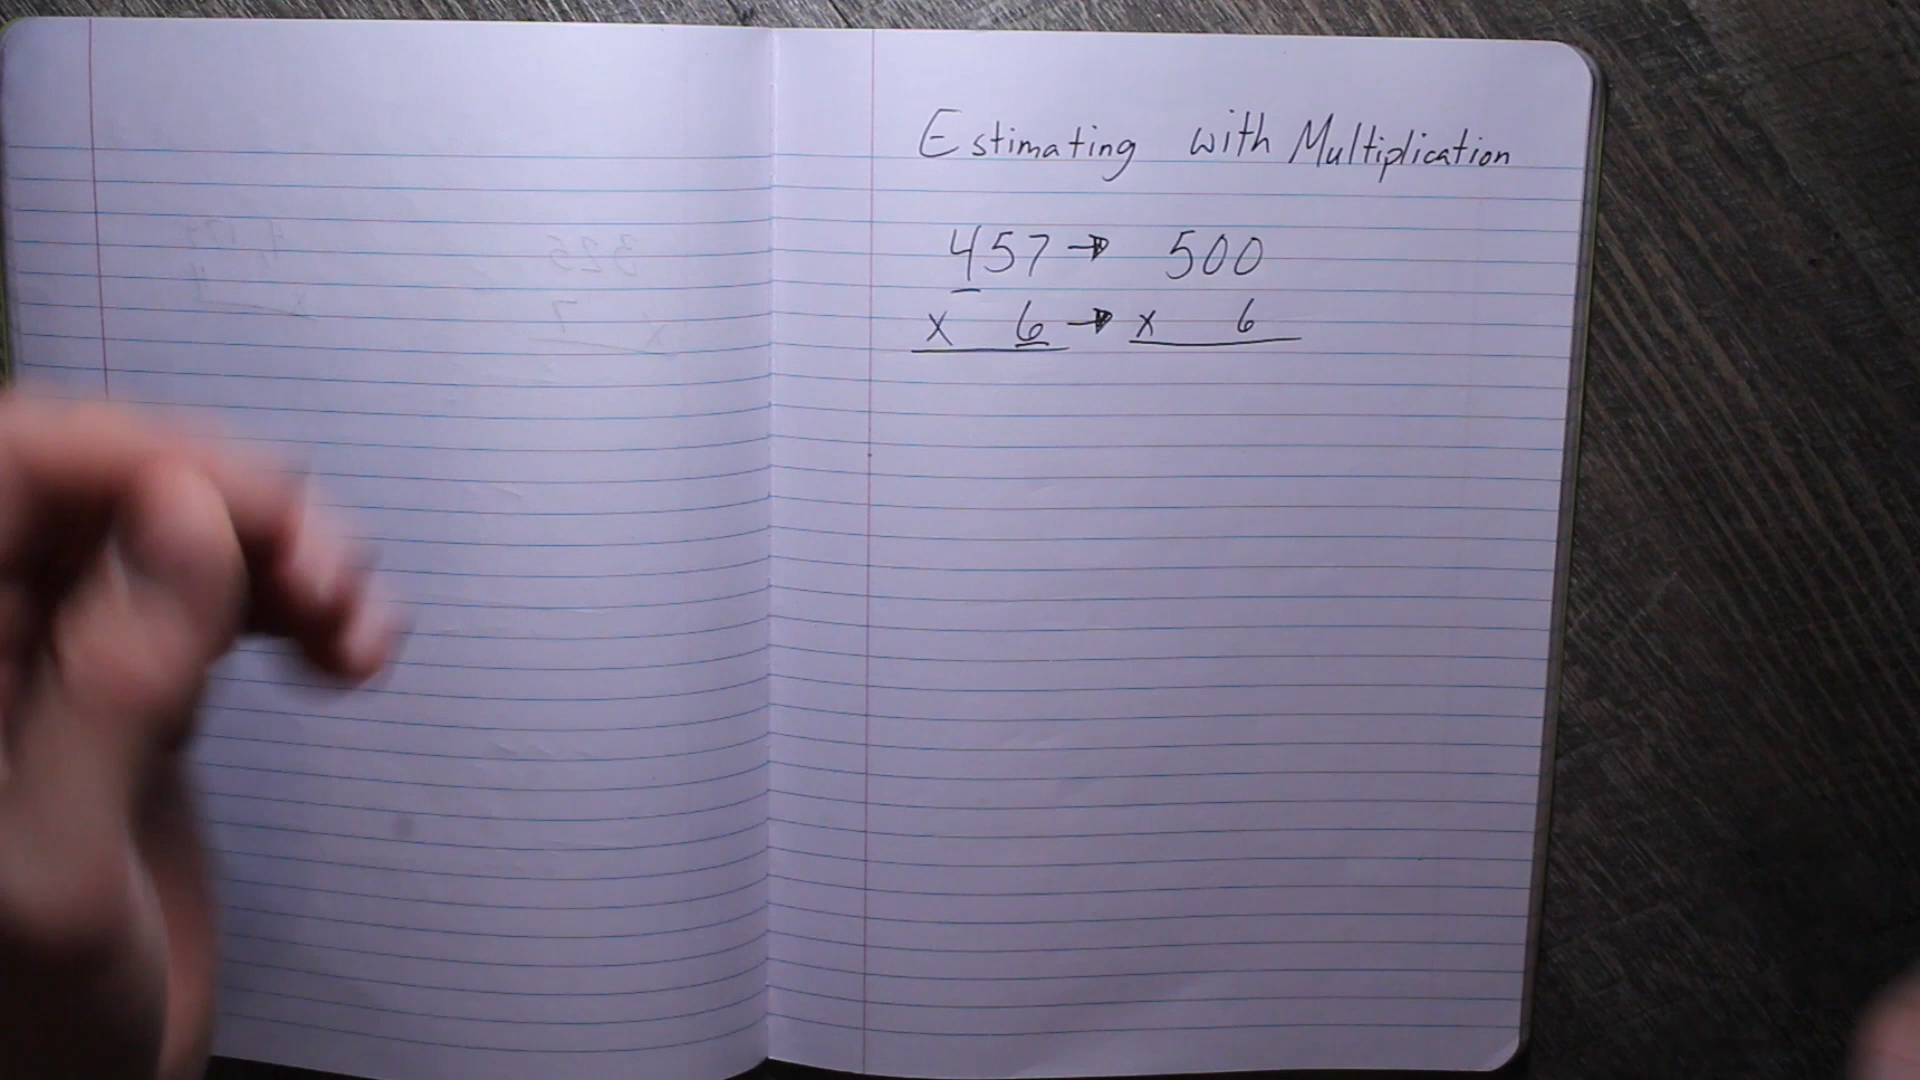 Estimating with Multiplication
457 → 500
x 6 → x 6